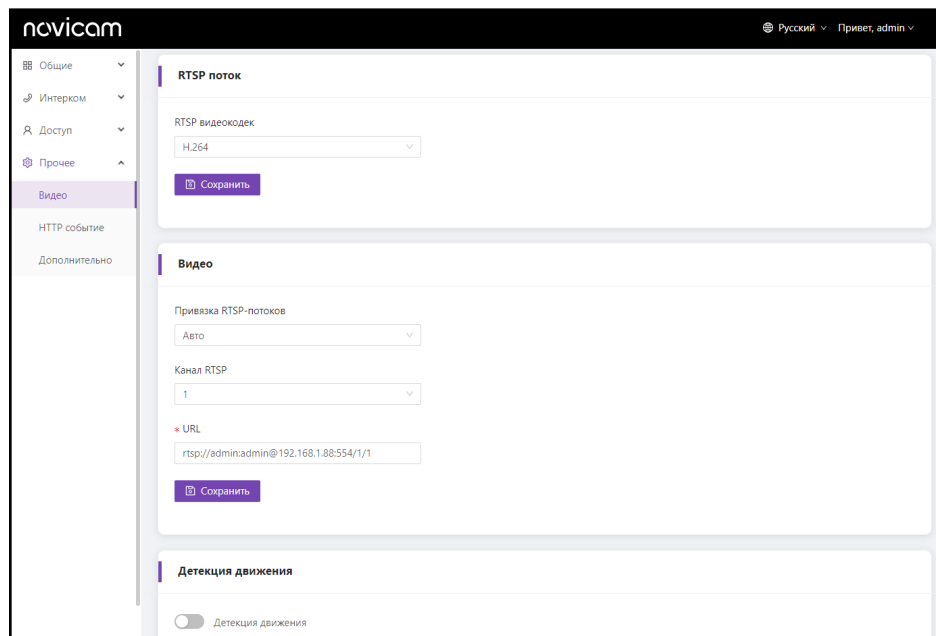 novicam
Русский
Привет, admin
Общие
Интерком
Доступ
Прочее
Видео
HTTP событие
Дополнительно
RTSP поток
RTSP видеокодек
H.264
Сохранить
Видео
Привязка RTSP-потоков
Авто
Канал RTSP
1
* URL
rtsp://admin:admin@192.168.1.88:554/1/1
Сохранить
Детекция движения
Детекция движения